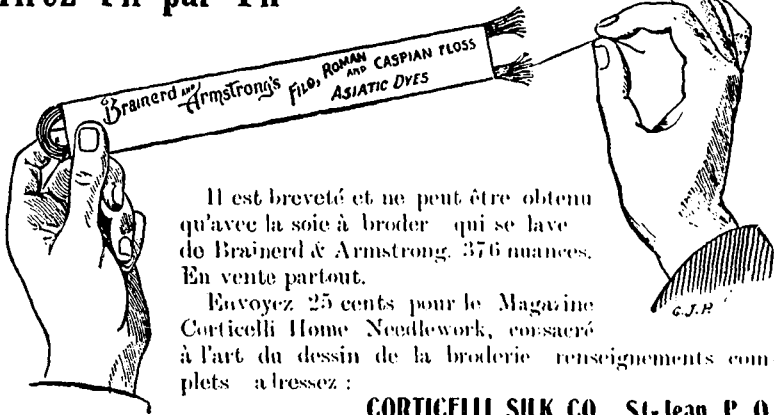 Fil par Fil
Brainerd AND Armstrong's FILO, ROMAN AND CASPIAN FLOSS
ASIATIC DYES
Il est breveté et ne peut être obtenu
qu'avec la soie à broder qui se lave
de Brainerd & Armstrong. 376 nuances.
En vente partout.
Envoyez 25 cents pour le Magazine
Corticelli Home Needlework, consacré
à l'art du dessin de la broderie renseignements com
plets adressez :
G.J.P.
CORTICELLI SILK CO St-Jean P. Q.